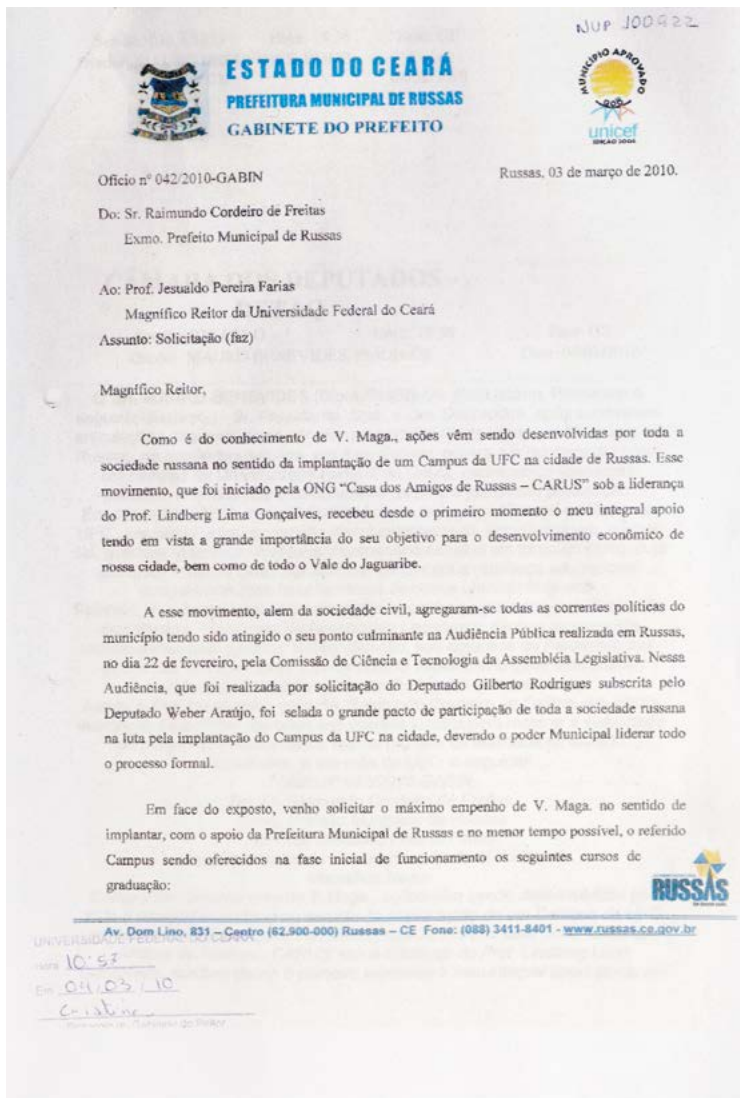 NUP 100922
ESTADO DO CEARÁ
PREFEITURA MUNICIPAL DE RUSSAS
GABINETE DO PREFEITO
MUNICÍPIO APROVADO
unicef
Ofício nº 042/2010-GABIN
Russas, 03 de março de 2010.
Do: Sr. Raimundo Cordeiro de Freitas
Exmo. Prefeito Municipal de Russas
Ao: Prof. Jesualdo Pereira Farias
Magnífico Reitor da Universidade Federal do Ceará
Assunto: Solicitação (faz)
Magnífico Reitor,
Como é do conhecimento de V. Maga., ações vêm sendo desenvolvidas por toda a
sociedade russana no sentido da implantação de um Campus da UFC na cidade de Russas. Esse
movimento, que foi iniciado pela ONG “Casa dos Amigos de Russas – CARUS” sob a liderança
do Prof. Lindberg Lima Gonçalves, recebeu desde o primeiro momento o meu integral apoio
tendo em vista a grande importância do seu objetivo para o desenvolvimento econômico de
nossa cidade, bem como de todo o Vale do Jaguaribe.
A esse movimento, alem da sociedade civil, agregaram-se todas as correntes políticas do
município tendo sido atingido o seu ponto culminante na Audiência Pública realizada em Russas,
no dia 22 de fevereiro, pela Comissão de Ciência e Tecnologia da Assembléia Legislativa. Nessa
Audiência, que foi realizada por solicitação do Deputado Gilberto Rodrigues subscrita pelo
Deputado Weber Araújo, foi selada o grande pacto de participação de toda a sociedade russana
na luta pela implantação do Campus da UFC na cidade, devendo o poder Municipal liderar todo
o processo formal.
Em face do exposto, venho solicitar o máximo empenho de V. Maga. no sentido de
implantar, com o apoio da Prefeitura Municipal de Russas e no menor tempo possível, o referido
Campus sendo oferecidos na fase inicial de funcionamento os seguintes cursos de
graduação:
RUSSAS
Av. Dom Lino, 831 – Centro (62.900-000) Russas – CE Fone: (088) 3411-8401 - www.russas.ce.gov.br
UNIVERSIDADE FEDERAL DO CEARÁ
10:57
Em 04/03/10
Cristina